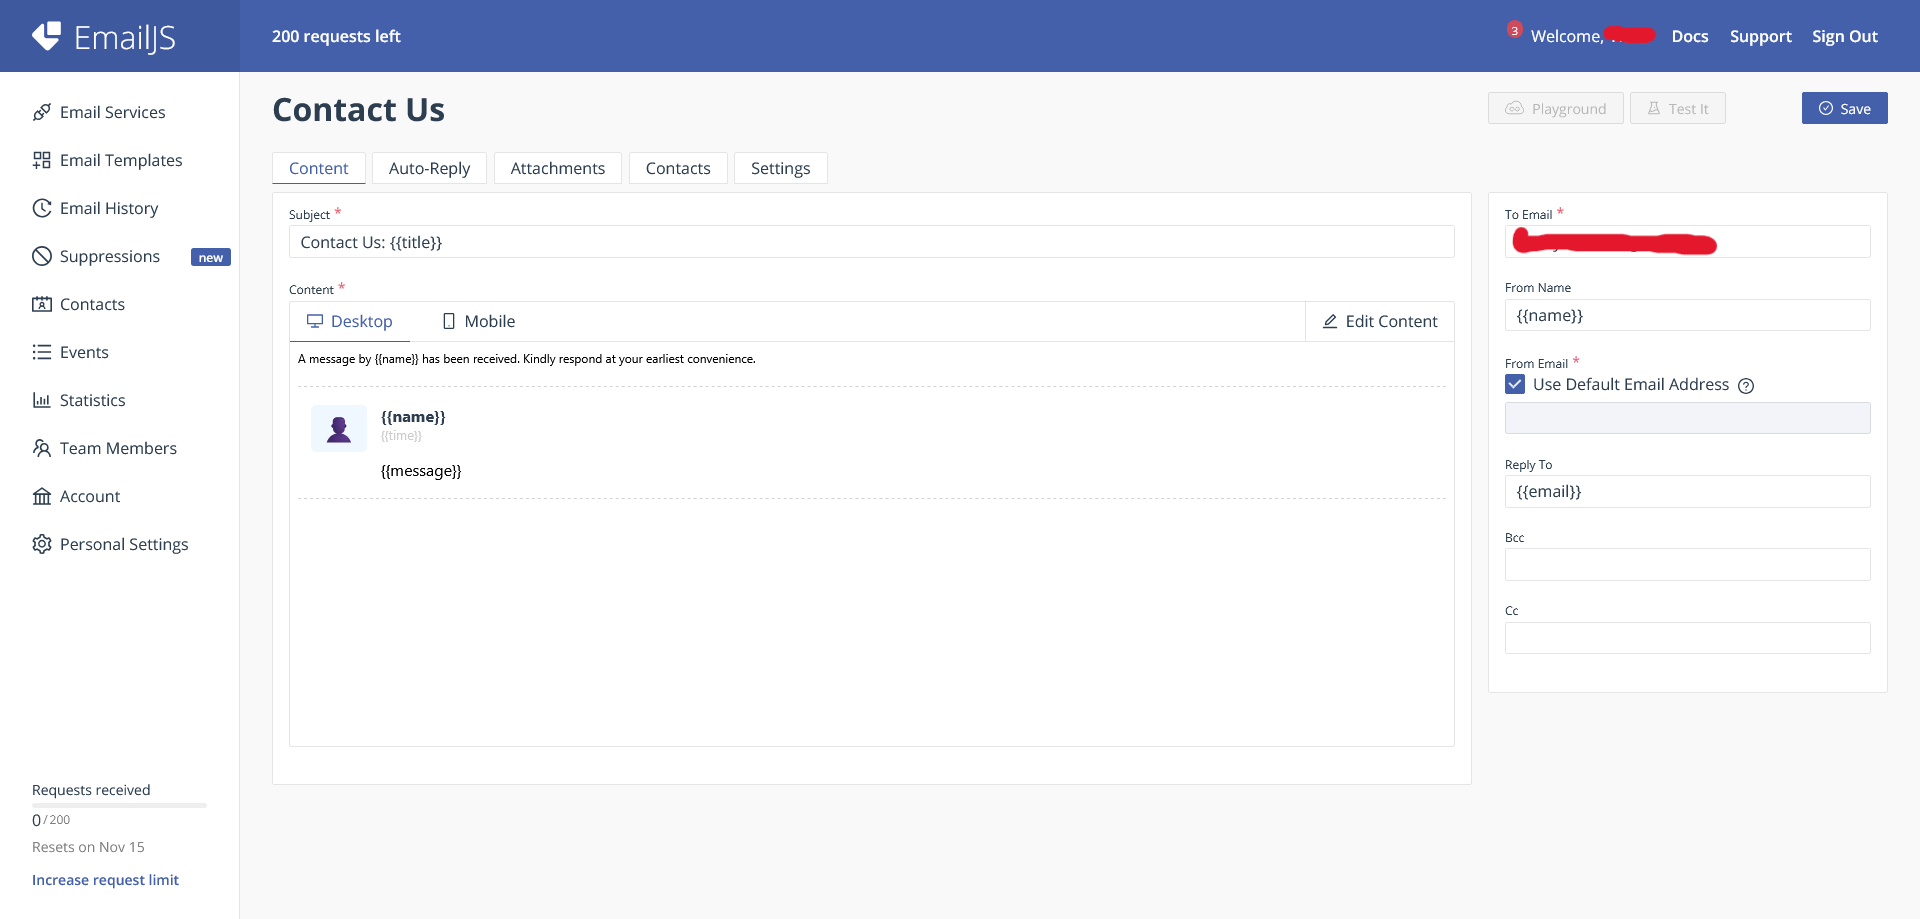 EmailJS
200 requests left
3 Welcome, Docs Support Sign Out
Email Services
Email Templates
Email History
Suppressions new
Contacts
Events
Statistics
Team Members
Account
Personal Settings
Requests received
0/200
Resets on Nov 15
Increase request limit
Contact Us
Playground Test It Save
Content Auto-Reply Attachments Contacts Settings
Subject *
Contact Us: {{title}}
Content *
Desktop Mobile Edit Content
A message by {{name}} has been received. Kindly respond at your earliest convenience.
{{name}}
{{time}}
{{message}}
To Email *
From Name
{{name}}
From Email *
Use Default Email Address ?
Reply To
{{email}}
Bcc
Cc